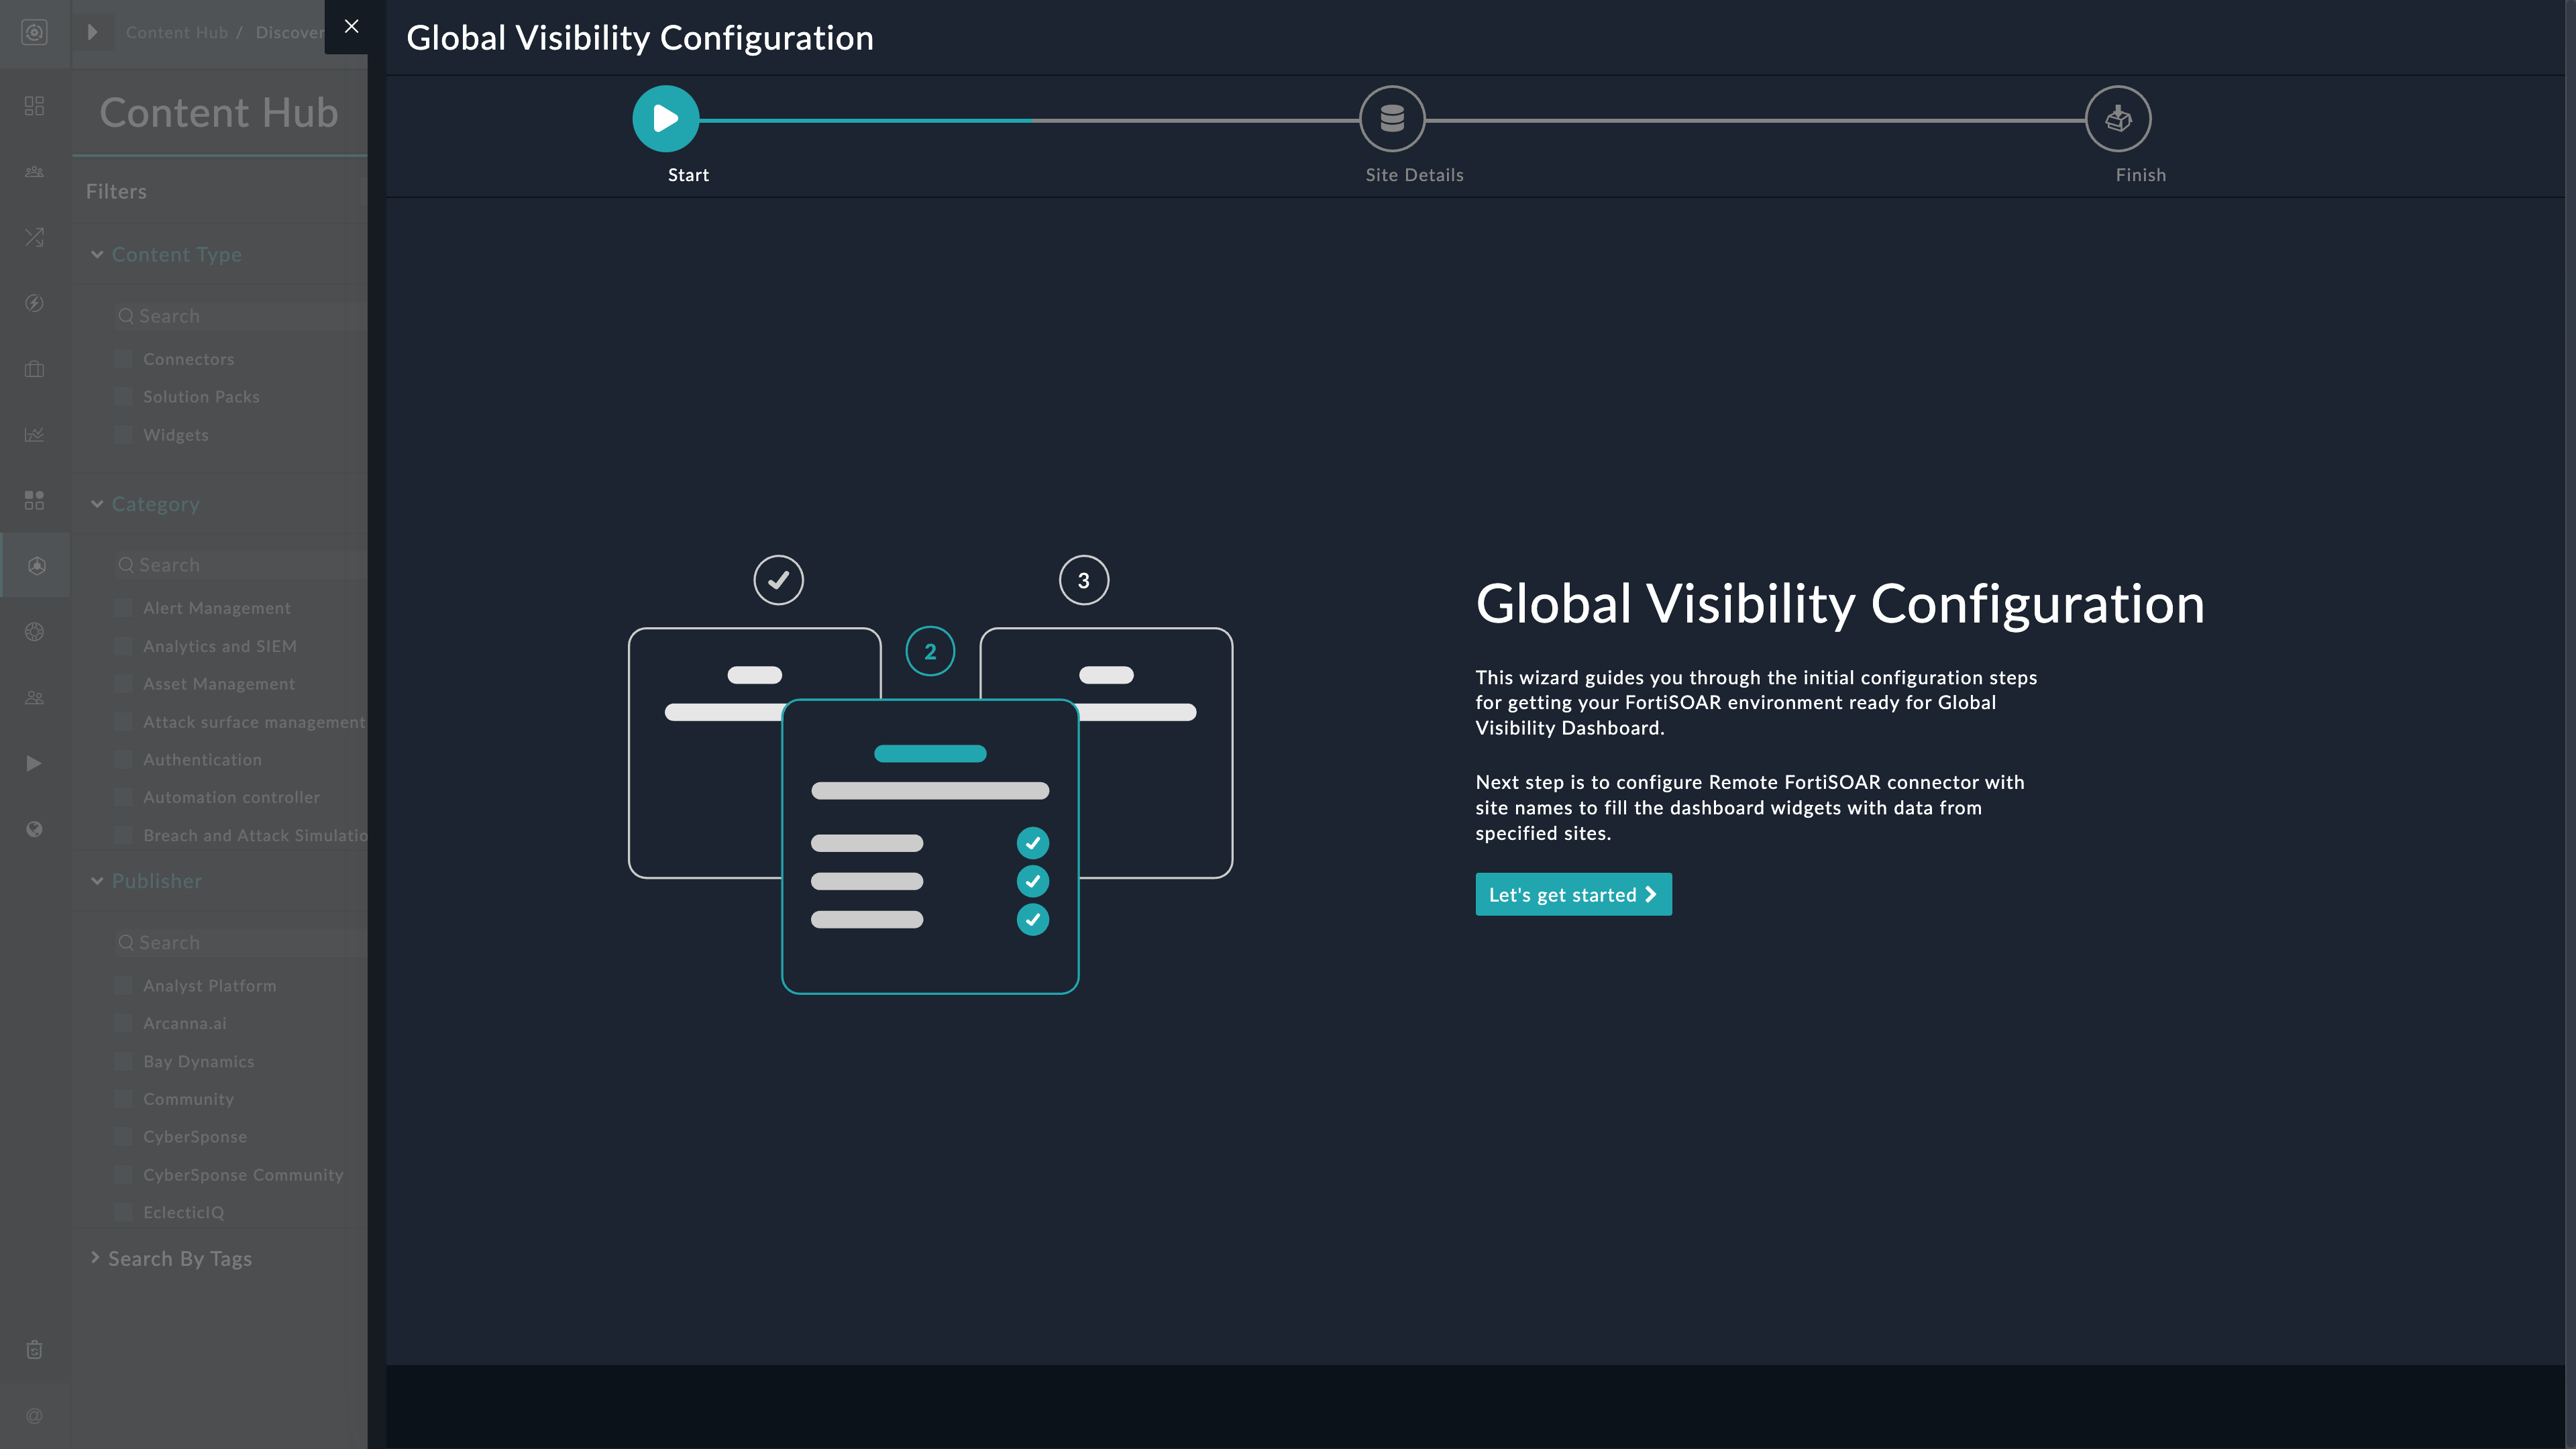 Content Hub / Discover
Content Hub
Filters
Content Type
Search
Connectors
Solution Packs
Widgets
Category
Search
Alert Management
Analytics and SIEM
Asset Management
Attack surface management
Authentication
Automation controller
Breach and Attack Simulatio
Publisher
Search
Analyst Platform
Arcanna.ai
Bay Dynamics
Community
CyberSponse
CyberSponse Community
EclecticIQ
Search By Tags
@
Global Visibility Configuration
Start
Site Details
Finish
3
2
Global Visibility Configuration
This wizard guides you through the initial configuration steps
for getting your FortiSOAR environment ready for Global
Visibility Dashboard.
Next step is to configure Remote FortiSOAR connector with
site names to fill the dashboard widgets with data from
specified sites.
Let's get started